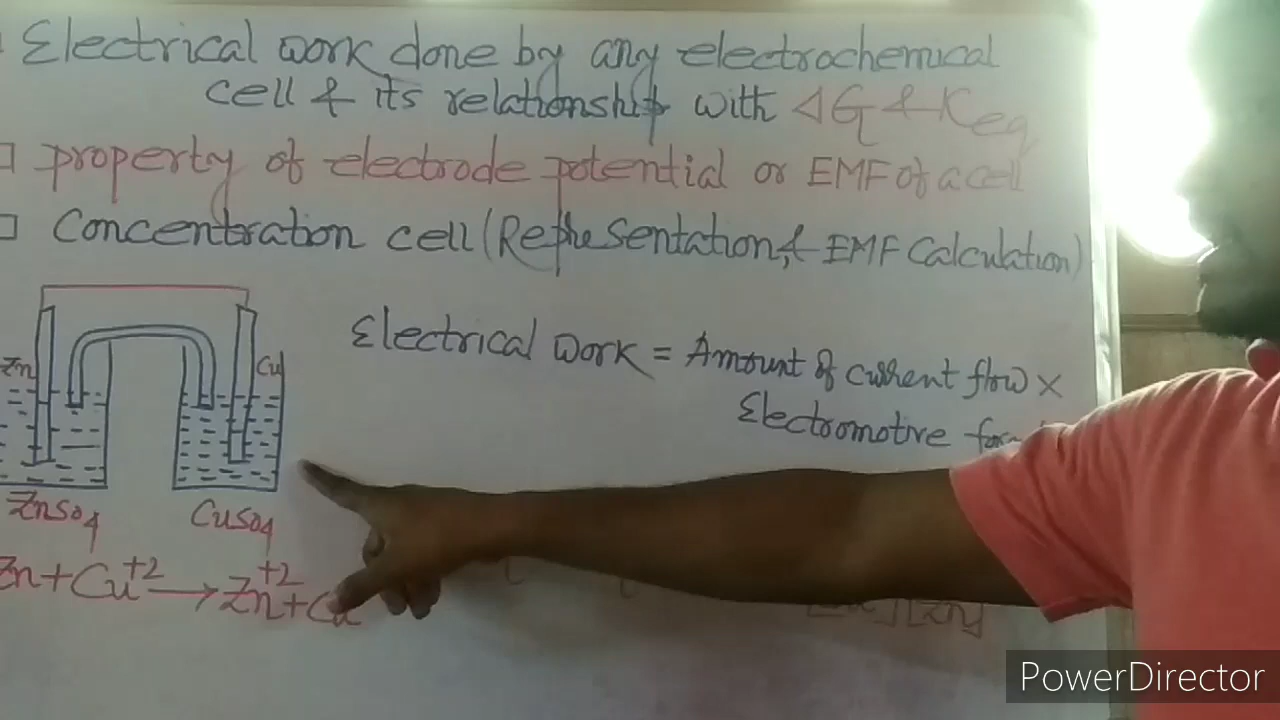 Electrical work done by any electrochemical
cell & its relationship with ΔG & Keq
□ property of electrode potential or EMF of a cell
□ Concentration cell (Representation, & EMF Calculation)
Electrical work = Amount of current flow ×
Electromotive
Zn
Cu
ZnSO4
CuSO4
Zn + Cu+2 → Zn+2 + Cu
[Zn]
PowerDirector